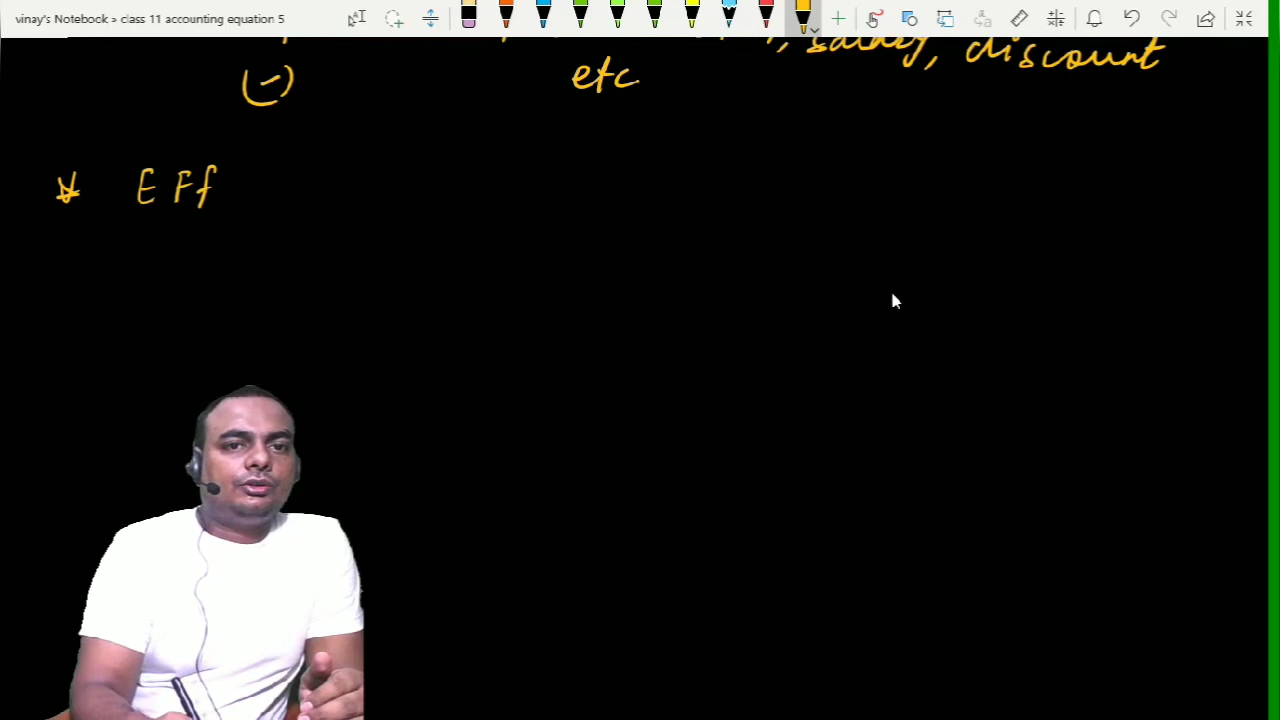 vinay's Notebook » class 11 accounting equation 5
, salary, discount
(-) etc
* EFf